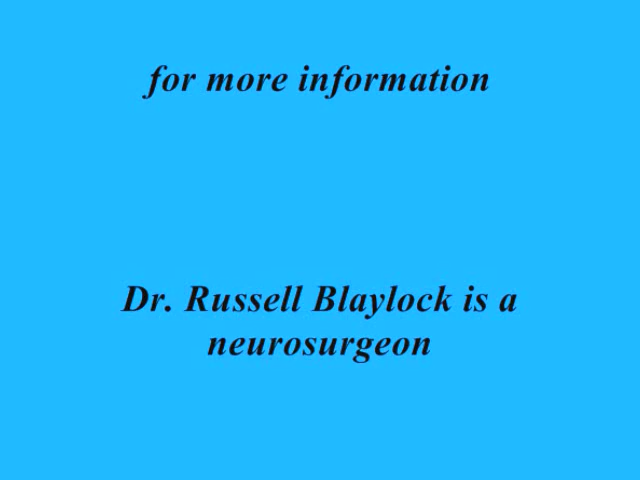 for more information
Dr. Russell Blaylock is a
neurosurgeon